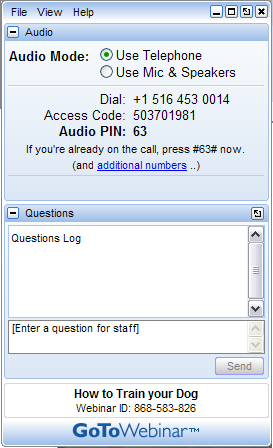 File View Help
Audio
Audio Mode: Use Telephone
Use Mic & Speakers
Dial: +1 516 453 0014
Access Code: 503701981
Audio PIN: 63
If you're already on the call, press #63# now.
(and additional numbers ..)
Questions
Questions Log
[Enter a question for staff]
Send
How to Train your Dog
Webinar ID: 868-583-826
GoToWebinar™